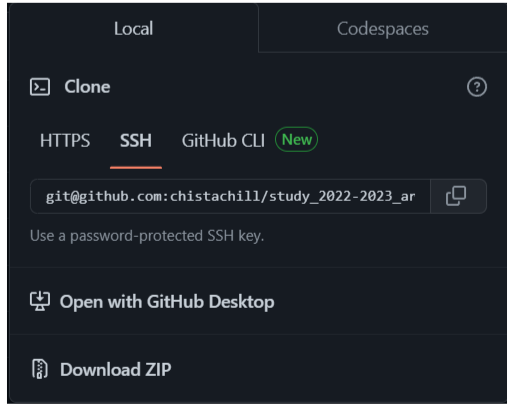 Local Codespaces
Clone
HTTPS SSH GitHub CLI New
git@github.com:chistachill/study_2022-2023_ar
Use a password-protected SSH key.
Open with GitHub Desktop
Download ZIP